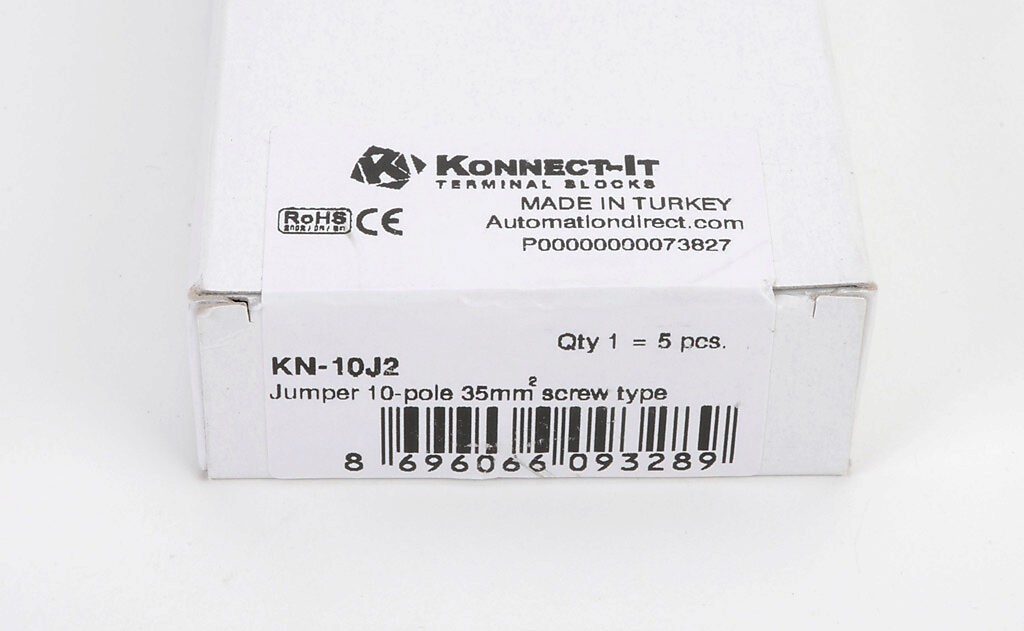 KONNECT-IT
TERMINAL BLOCKS
MADE IN TURKEY
RoHS CE
Automationdirect.com
P00000000073827
Qty 1 = 5 pcs.
KN-10J2
Jumper 10-pole 35mm² screw type
8 696066 093289